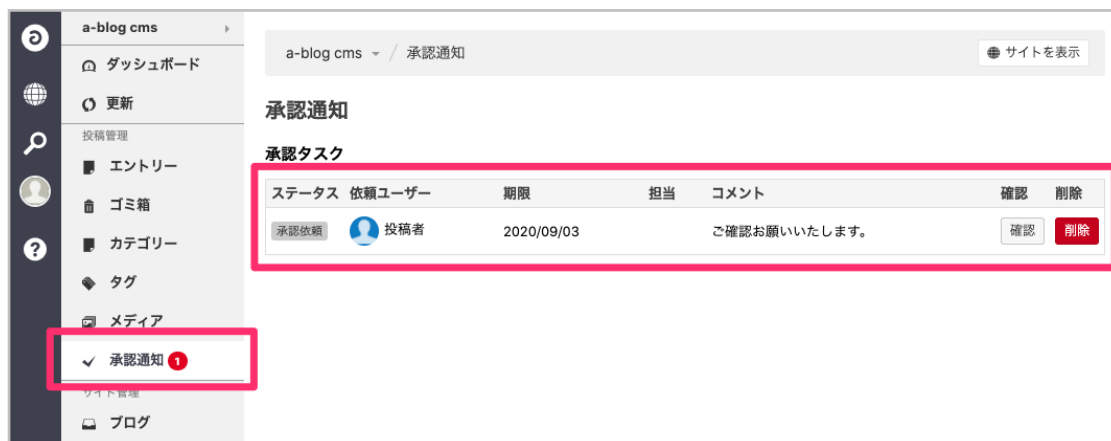 a-blog cms
ダッシュボード
更新
投稿管理
エントリー
ゴミ箱
カテゴリー
タグ
メディア
承認通知 1
サイト管理
ブログ
a-blog cms / 承認通知
サイトを表示
承認通知
承認タスク
ステータス 依頼ユーザー 期限 担当 コメント 確認 削除
承認依頼 投稿者 2020/09/03 ご確認お願いいたします。 確認 削除